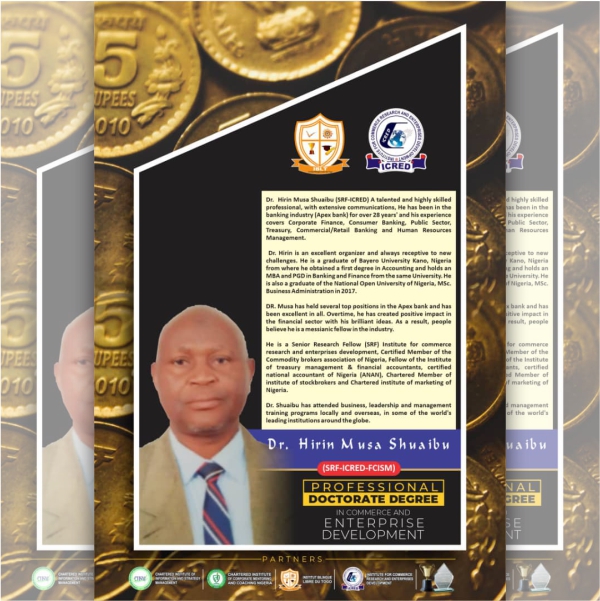 5
RUPEES
2010
ICRED
Dr. Hirin Musa Shuaibu (SRF-ICRED) A talented and highly skilled
professional, with extensive communications, He has been in the
banking industry (Apex bank) for over 28 years' and his experience
covers Corporate Finance, Consumer Banking, Public Sector,
Treasury, Commercial/Retail Banking and Human Resources
Management.
Dr. Hirin is an excellent organizer and always receptive to new
challenges. He is a graduate of Bayero University Kano, Nigeria
from where he obtained a first degree in Accounting and holds an
MBA and PGD in Banking and Finance from the same University. He
is also a graduate of the National Open University of Nigeria, MSc.
Business Administration in 2017.
DR. Musa has held several top positions in the Apex bank and has
been excellent in all. Overtime, he has created positive impact in
the financial sector with his brilliant ideas. As a result, people
believe he is a messianic fellow in the industry.
He is a Senior Research Fellow (SRF) Institute for commerce
research and enterprises development, Certified Member of the
Commodity brokers association of Nigeria, Fellow of the Institute
of treasury management & financial accountants, certified
national accountant of Nigeria (ANAN), Chartered Member of
institute of stockbrokers and Chartered institute of marketing of
Nigeria.
Dr. Shuaibu has attended business, leadership and management
training programs locally and overseas, in some of the world's
leading institutions around the globe.
Dr. Hirin Musa Shuaibu
(SRF-ICRED-FCISM)
PROFESSIONAL
DOCTORATE DEGREE
IN COMMERCE AND
ENTERPRISE
DEVELOPMENT
PARTNERS
CHARTERED INSTITUTE OF
INFORMATION AND STRATEGY
MANAGEMENT
CHARTERED INSTITUTE
OF CORPORATE MENTORING
AND COACHING NIGERIA
INSTITUT BILINGUE
LIBRE DU TOGO
INSTITUTE FOR COMMERCE
RESEARCH AND ENTERPRISES
DEVELOPMENT